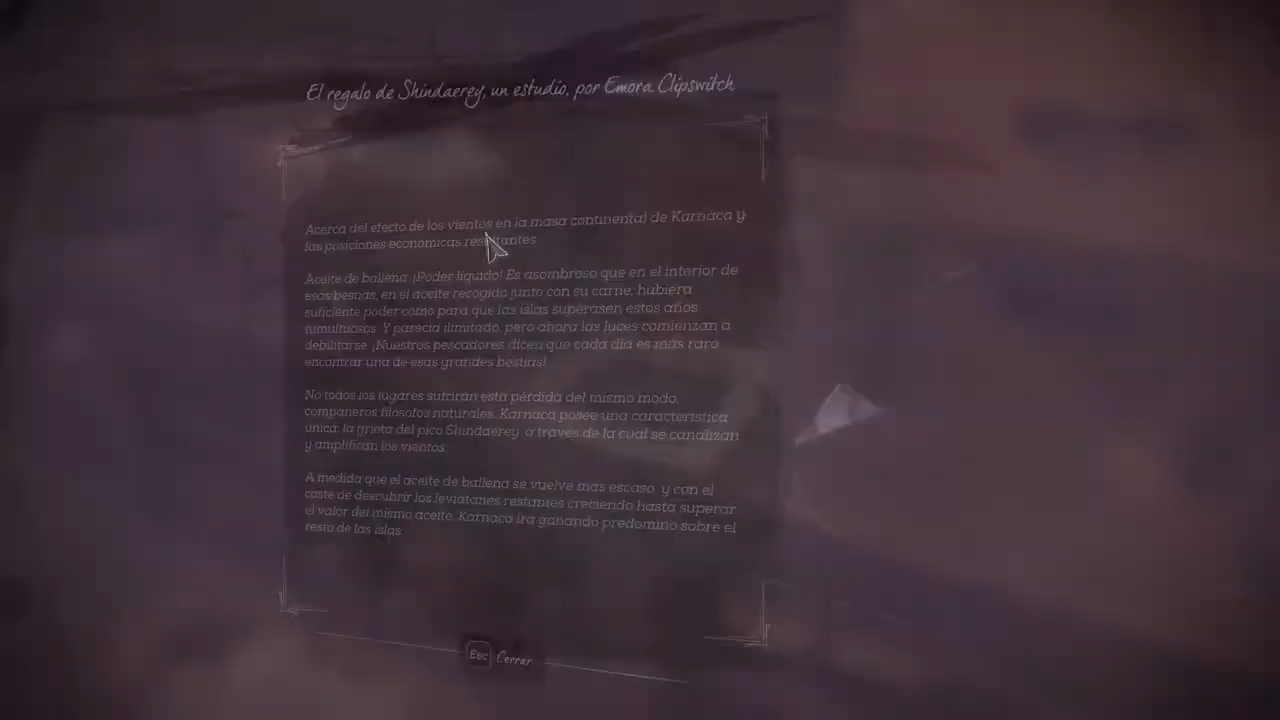 El regalo de Shindaerey, un estudio, por Emora Clipswitch
Acerca del efecto de los vientos en la masa continental de Karnaca y
las posiciones económicas resultantes
Aceite de ballena. ¡Poder líquido! Es asombroso que en el interior de
esas bestias, en el aceite recogido junto con su carne, hubiera
suficiente poder como para que las islas superasen estos años
tumultuosos. Y parecía ilimitado, pero ahora las luces comienzan a
debilitarse. ¡Nuestros pescadores dicen que cada día es más raro
encontrar una de esas grandes bestias!
No todos los lugares sufrirán esta pérdida del mismo modo,
compañeros filósofos naturales. Karnaca posee una característica
única: la grieta del pico Shindaerey, a través de la cual se canalizan
y amplifican los vientos.
A medida que el aceite de ballena se vuelve más escaso, y con el
coste de descubrir los leviatanes restantes creciendo hasta superar
el valor del mismo aceite, Karnaca irá ganando predominio sobre el
resto de las islas.
Esc Cerrar